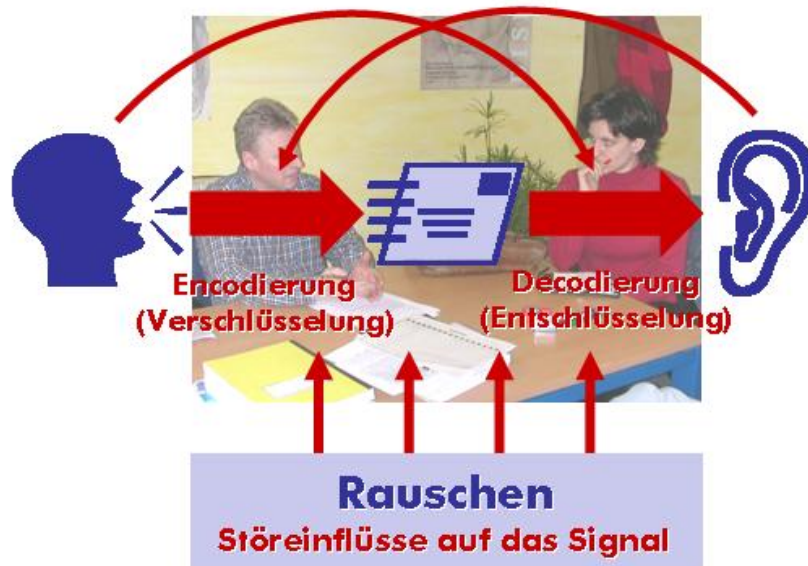 Encodierung
(Verschlüsselung)
Decodierung
(Entschlüsselung)
Rauschen
Störeinflüsse auf das Signal